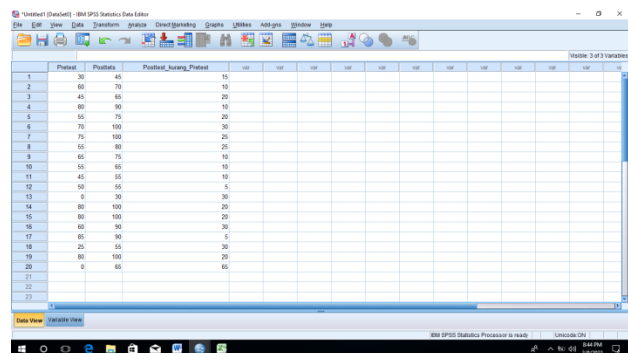 *Untitled1 [DataSet0] - IBM SPSS Statistics Data Editor
File Edit View Data Transform Analyze Direct Marketing Graphs Utilities Add-ons Window Help
Visible: 3 of 3 Variables
Pretest Posttets Posttest_kurang_Pretest var var var var var var var var var
1 30 45 15
2 60 70 10
3 45 65 20
4 80 90 10
5 55 75 20
6 70 100 30
7 75 100 25
8 55 80 25
9 65 75 10
10 55 65 10
11 45 55 10
12 50 55 5
13 0 30 30
14 80 100 20
15 80 100 20
16 60 90 30
17 85 90 5
18 25 55 30
19 80 100 20
20 0 65 65
21
22
23
Data View Variable View
IBM SPSS Statistics Processor is ready Unicode:ON
8:44 PM